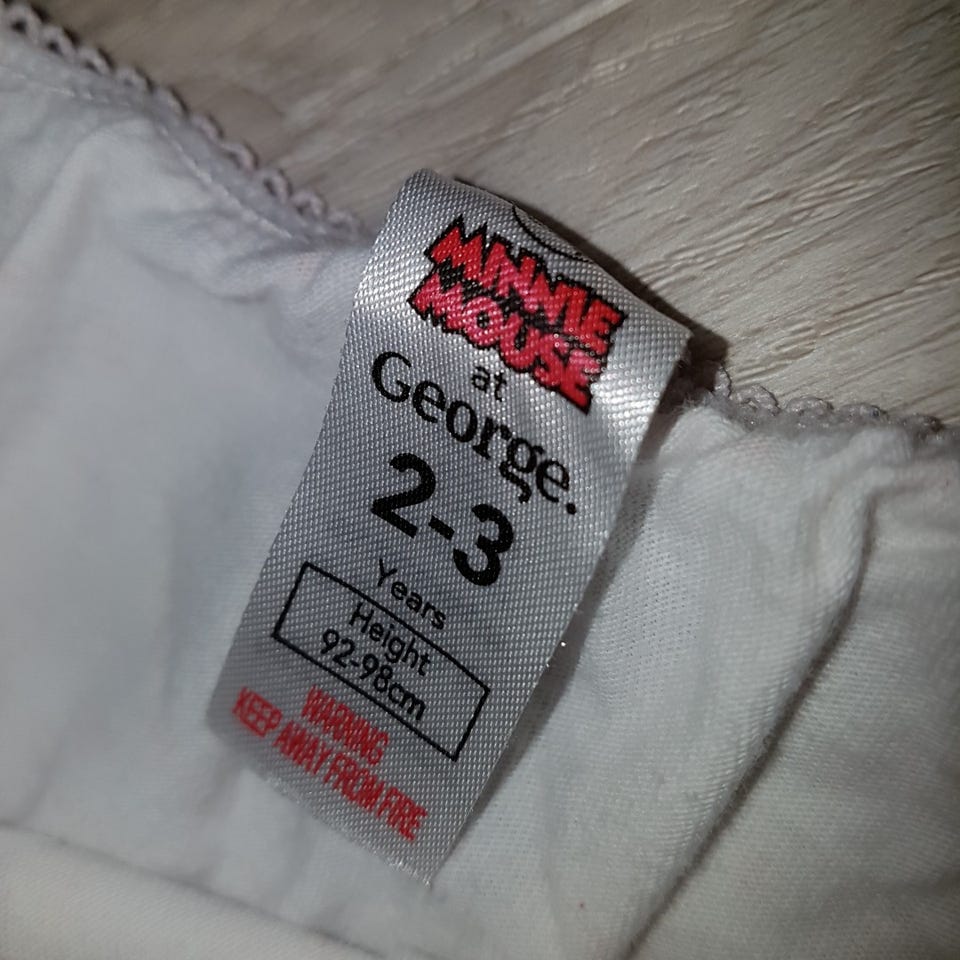 MINNIE
MOUSE
at
George.
2-3
Years
Height
92-98cm
WARNING
KEEP AWAY FROM FIRE